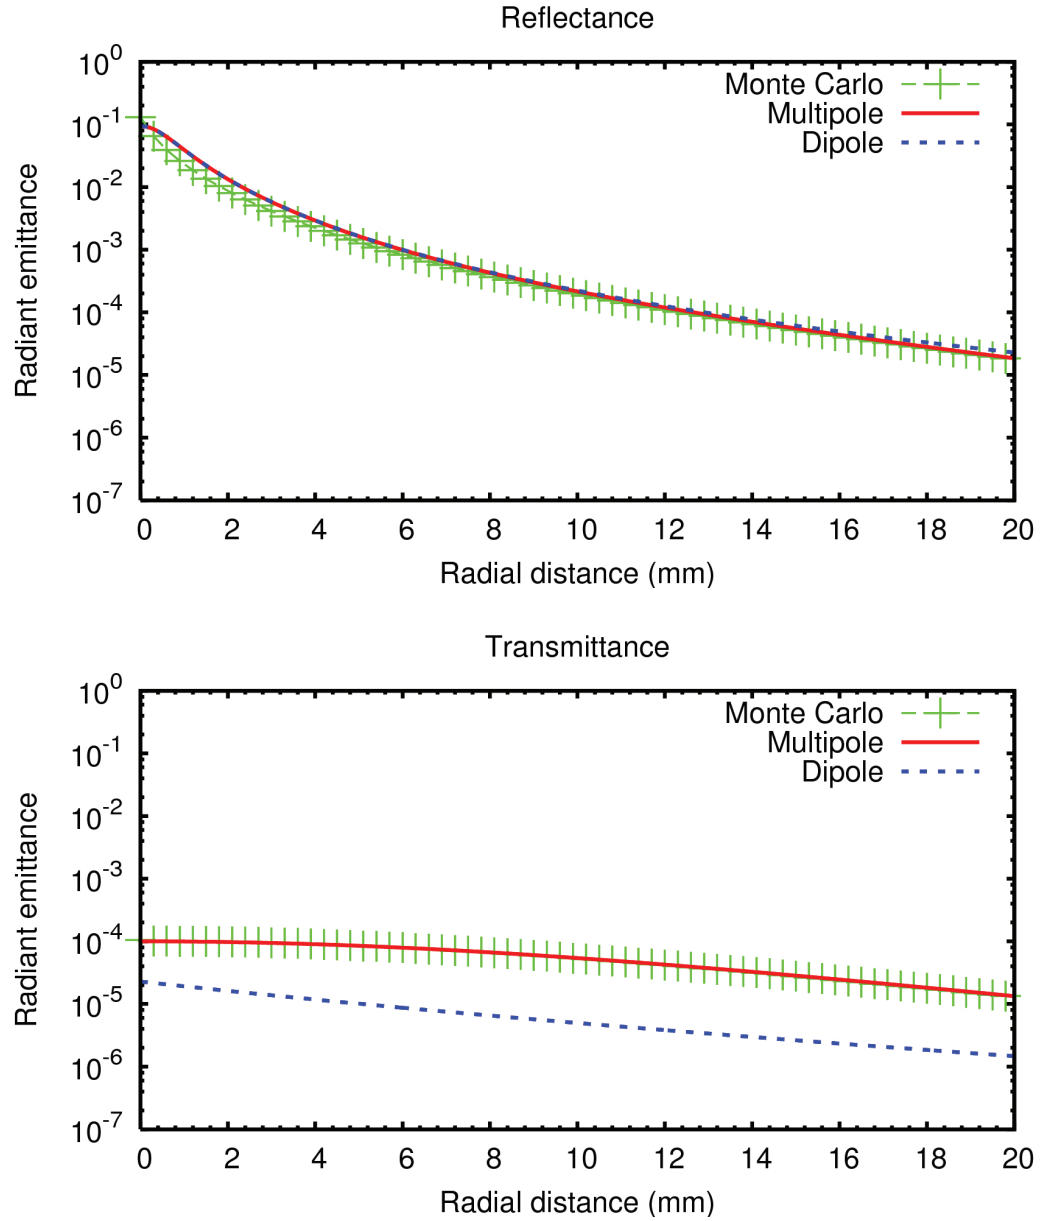 Reflectance
Monte Carlo
Multipole
Dipole
Radiant emittance
10^0
10^-1
10^-2
10^-3
10^-4
10^-5
10^-6
10^-7
0 2 4 6 8 10 12 14 16 18 20
Radial distance (mm)
Transmittance
Monte Carlo
Multipole
Dipole
Radiant emittance
10^0
10^-1
10^-2
10^-3
10^-4
10^-5
10^-6
10^-7
0 2 4 6 8 10 12 14 16 18 20
Radial distance (mm)